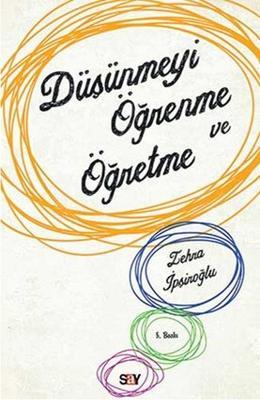 Düşünmeyi
Öğrenme
ve
Öğretme
Zehra
İpşiroğlu
5. Baskı
say